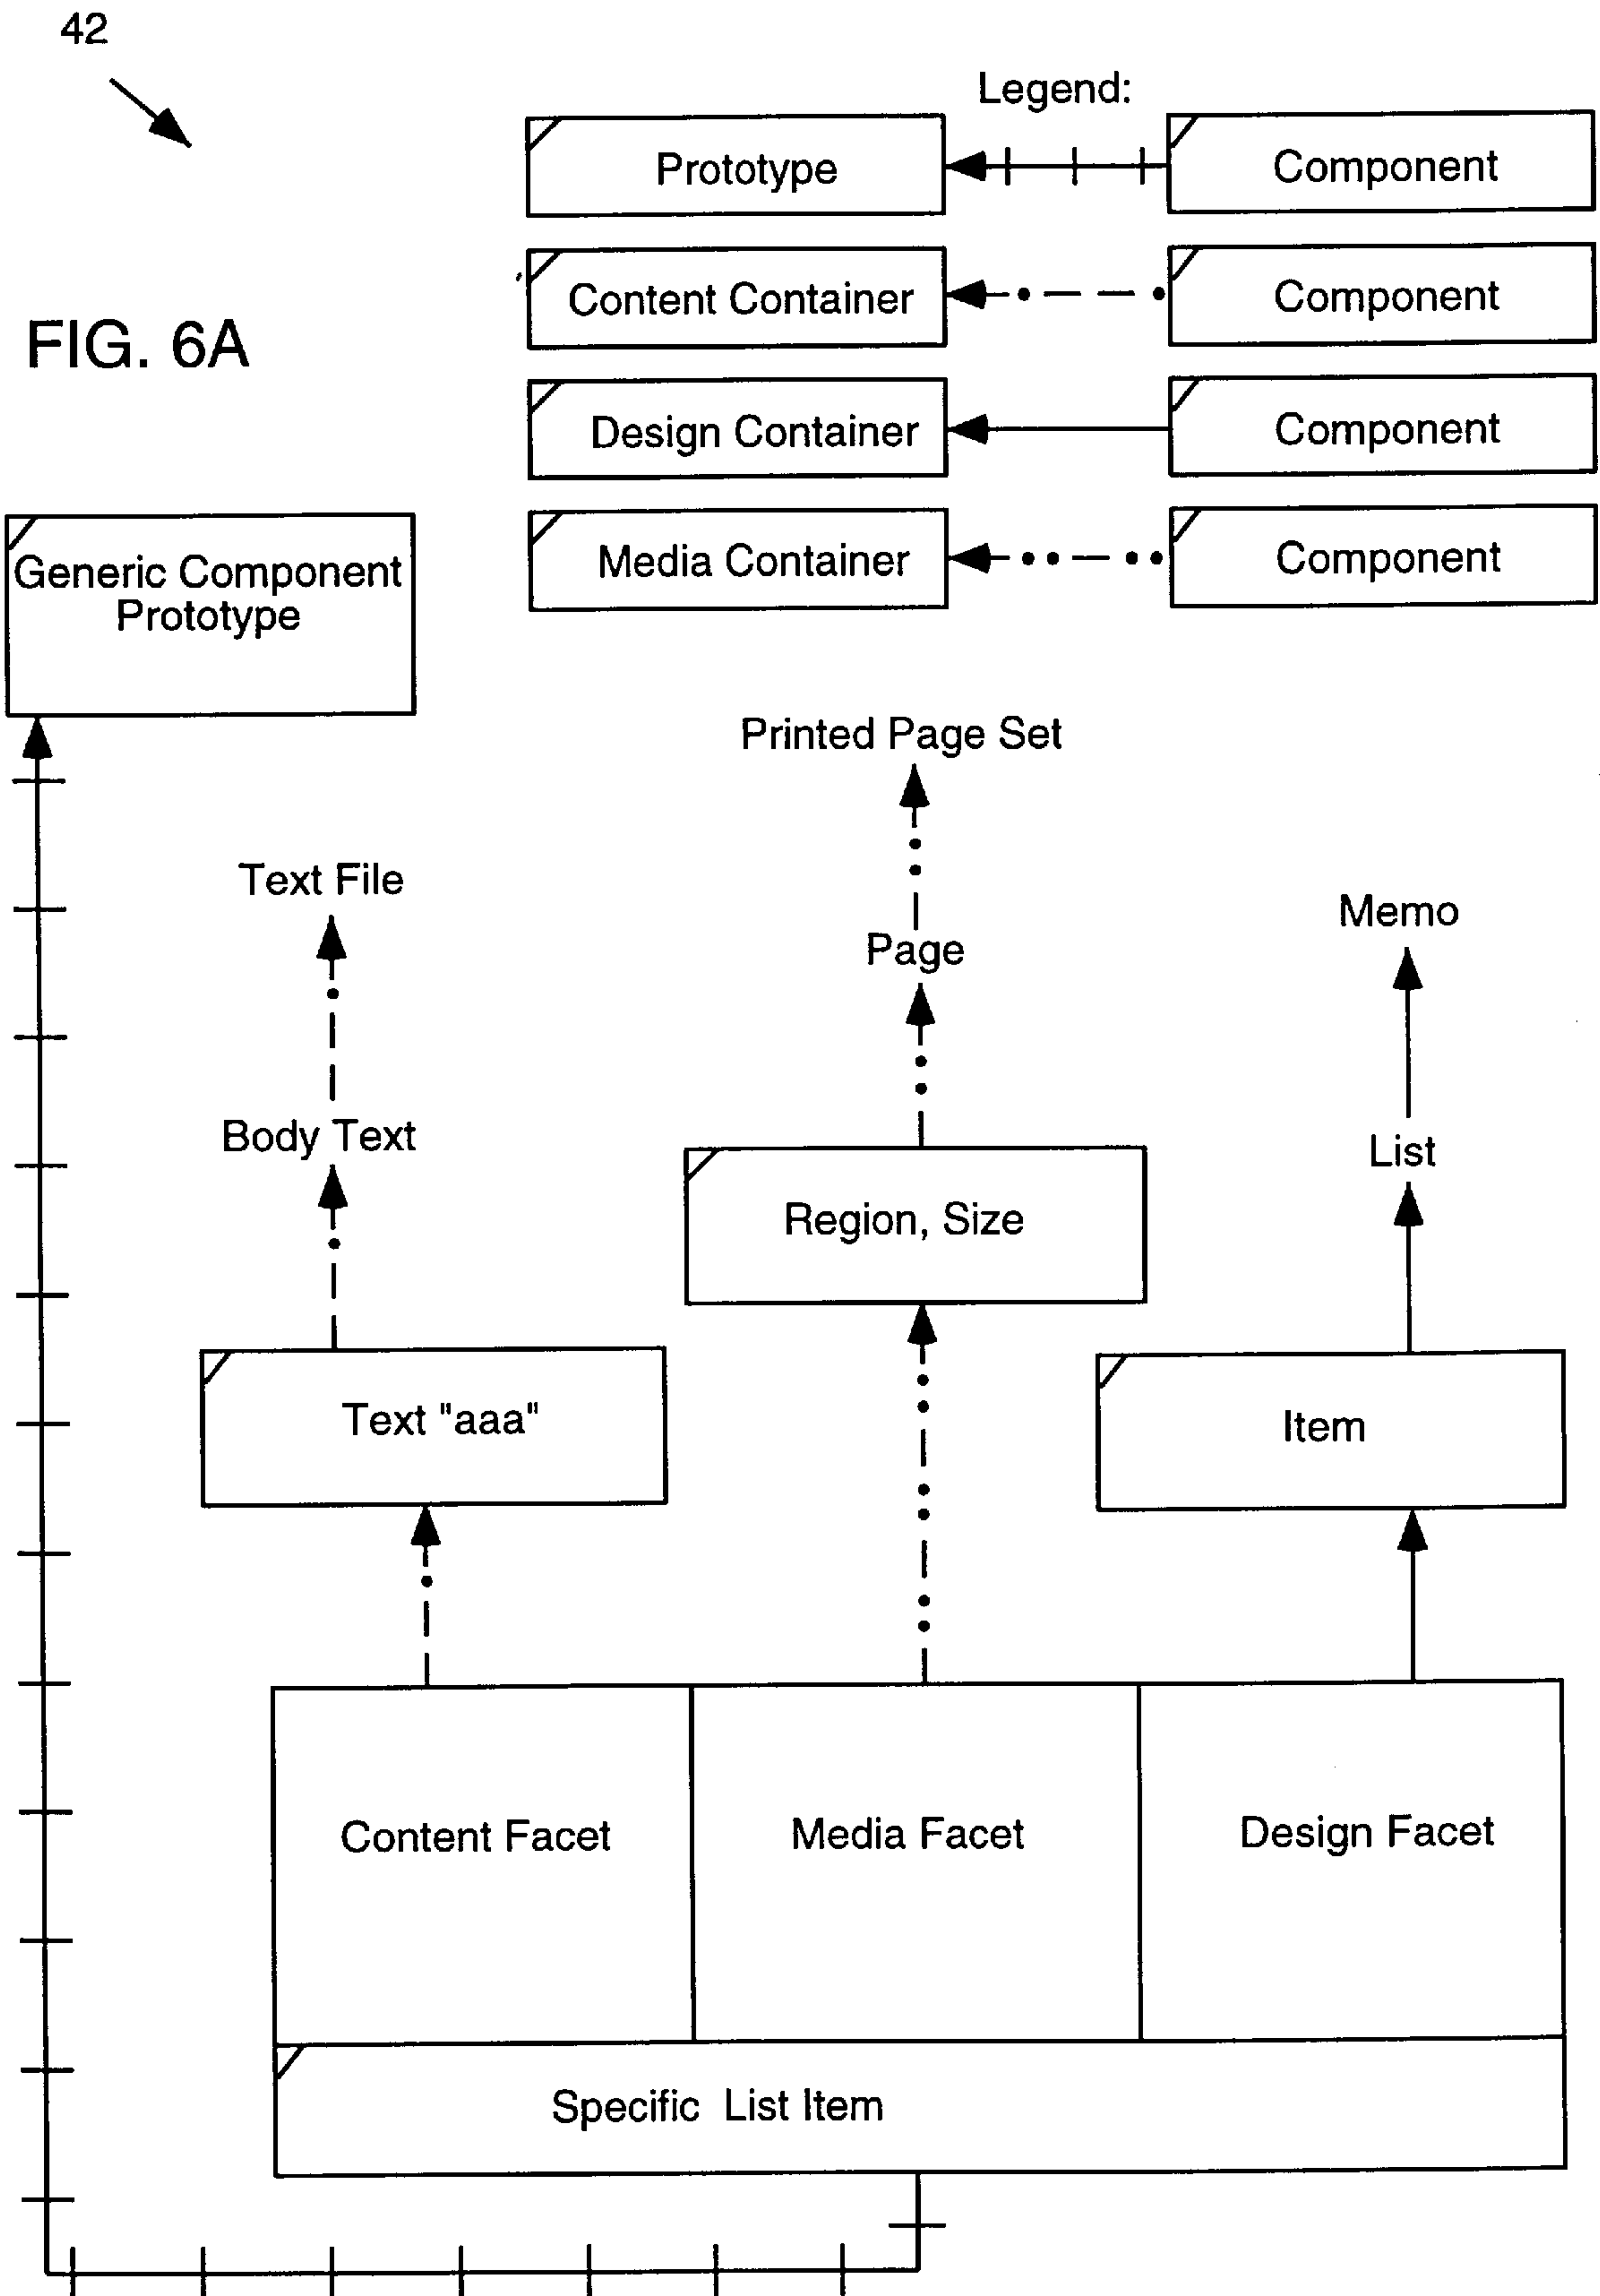 42
Legend:
Prototype
Component
FIG. 6A
Content Container
Component
Design Container
Component
Media Container
Component
Generic Component
Prototype
Printed Page Set
Text File
Page
Memo
Body Text
List
Region, Size
Text "aaa"
Item
Content Facet
Media Facet
Design Facet
Specific List Item